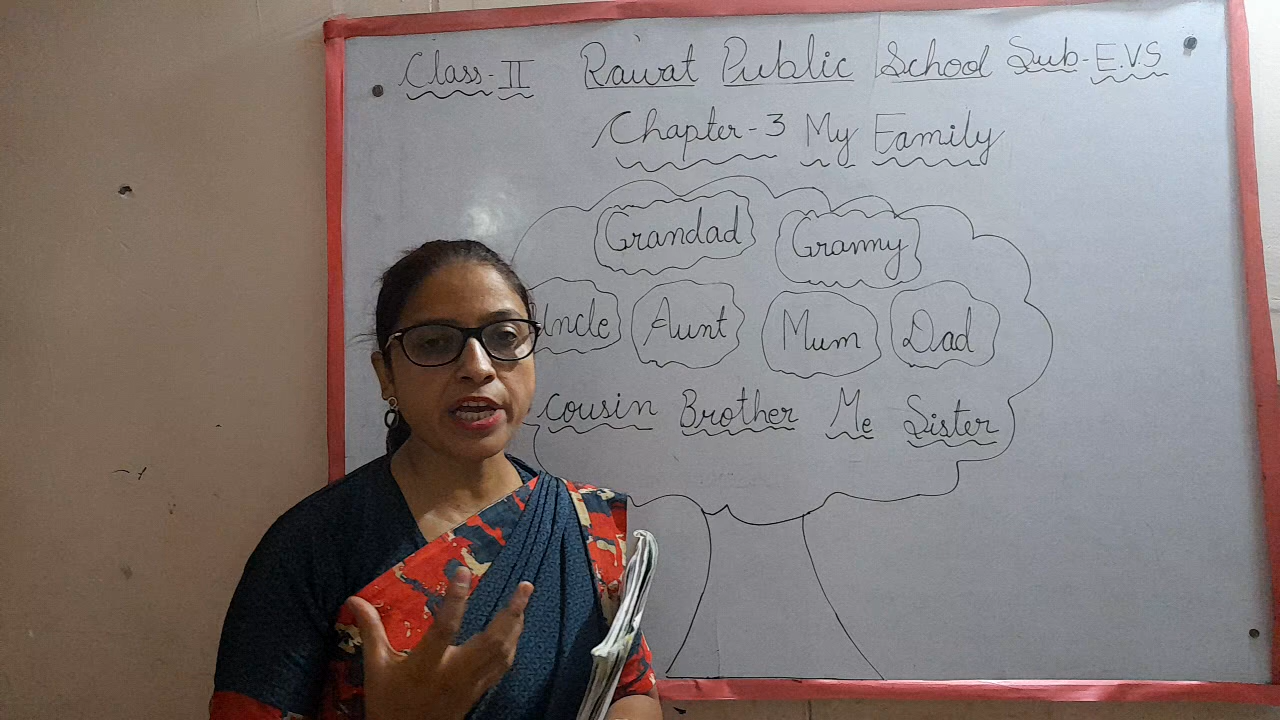 Class-II Rawat Public School Sub-E.V.S
Chapter-3 My Family
Grandad Granny
Uncle Aunt Mum Dad
cousin Brother Me Sister